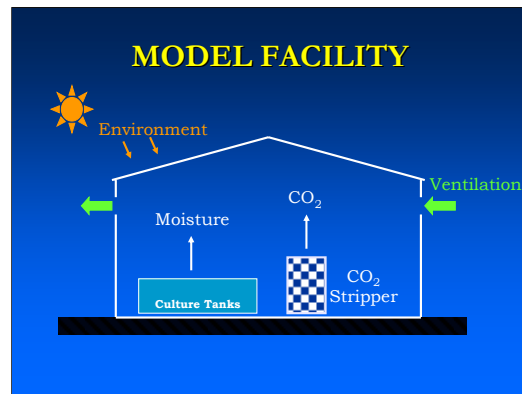 MODEL FACILITY
Environment
Ventilation
Moisture
CO₂
CO₂
Stripper
Culture Tanks